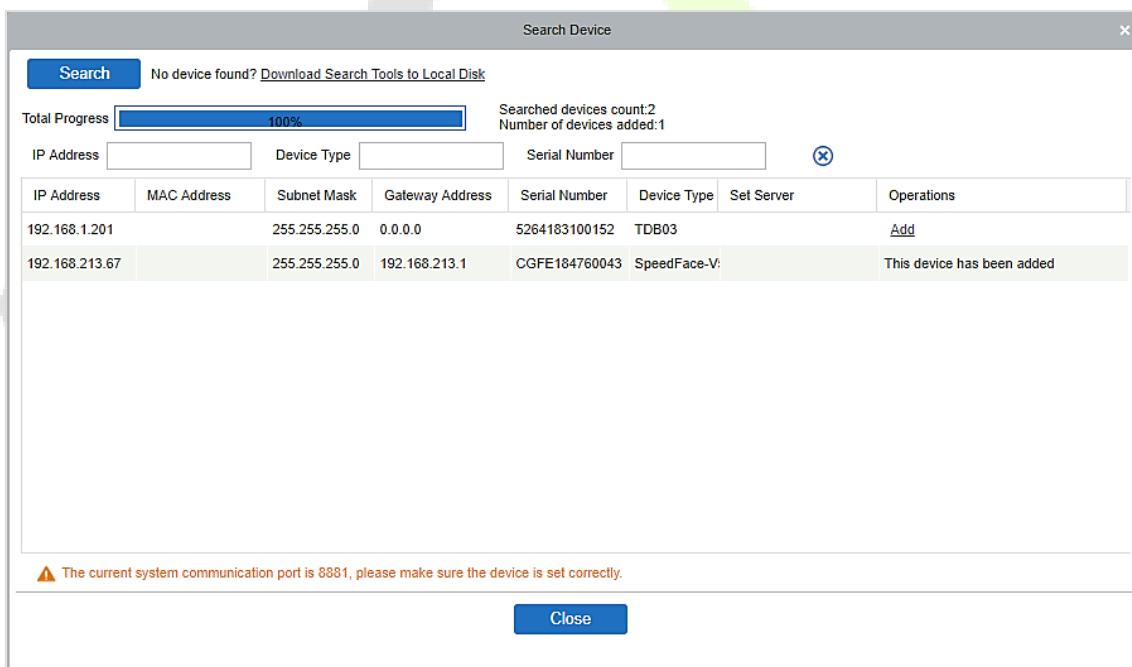 Search Device
×
Search No device found? Download Search Tools to Local Disk
Total Progress 100% Searched devices count:2
Number of devices added:1
IP Address Device Type Serial Number
IP Address MAC Address Subnet Mask Gateway Address Serial Number Device Type Set Server Operations
192.168.1.201 255.255.255.0 0.0.0.0 5264183100152 TDB03 Add
192.168.213.67 255.255.255.0 192.168.213.1 CGFE184760043 SpeedFace-V This device has been added
The current system communication port is 8881, please make sure the device is set correctly.
Close